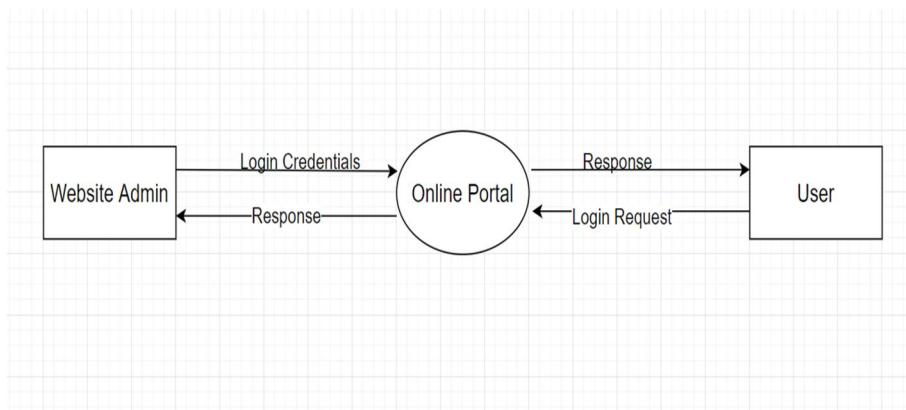 Login Credentials
Response
Website Admin
Online Portal
User
Response
Login Request